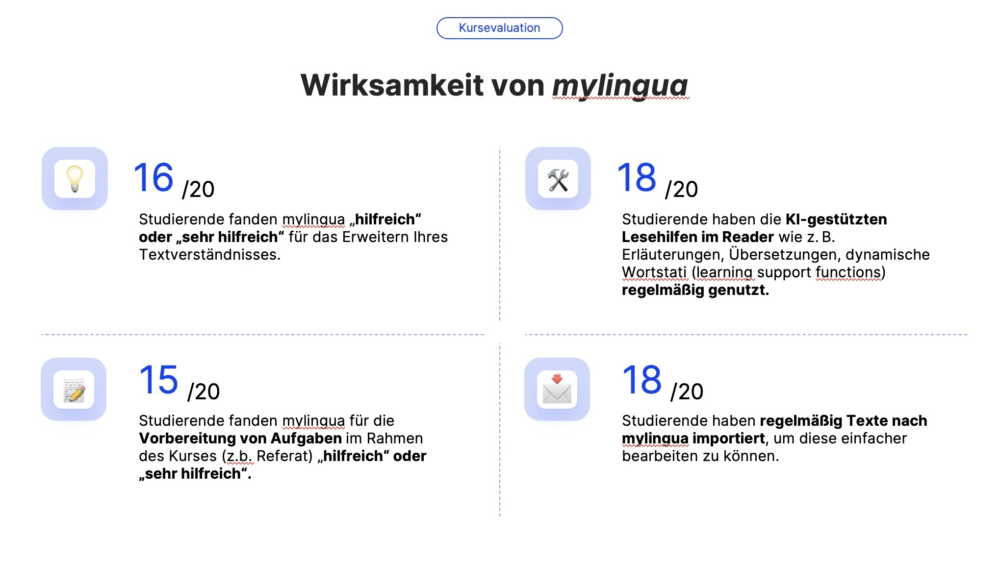 Kursevaluation
Wirksamkeit von mylingua
16 /20
Studierende fanden mylingua „hilfreich“
oder „sehr hilfreich“ für das Erweitern Ihres
Textverständnisses.
18 /20
Studierende haben die KI-gestützten
Lesehilfen im Reader wie z. B.
Erläuterungen, Übersetzungen, dynamische
Wortstati (learning support functions)
regelmäßig genutzt.
15 /20
Studierende fanden mylingua für die
Vorbereitung von Aufgaben im Rahmen
des Kurses (z.b. Referat) „hilfreich“ oder
„sehr hilfreich“.
18 /20
Studierende haben regelmäßig Texte nach
mylingua importiert, um diese einfacher
bearbeiten zu können.